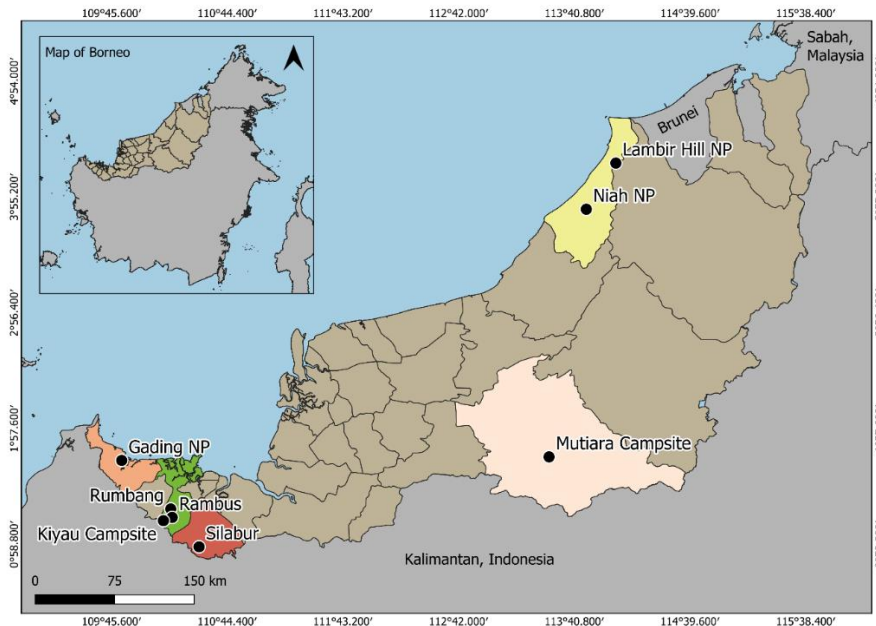 109°45.600' 110°44.400' 111°43.200' 112°42.000' 113°40.800' 114°39.600' 115°38.400'
Map of Borneo
Sabah,
Malaysia
4°54.000'
Brunei
Lambir Hill NP
3°55.200'
Niah NP
2°56.400'
1°57.600'
Gading NP
Mutiara Campsite
Rumbang
Rambus
Kiyau Campsite
Silabur
0°58.800'
Kalimantan, Indonesia
0 75 150 km
109°45.600' 110°44.400' 111°43.200' 112°42.000' 113°40.800' 114°39.600' 115°38.400'